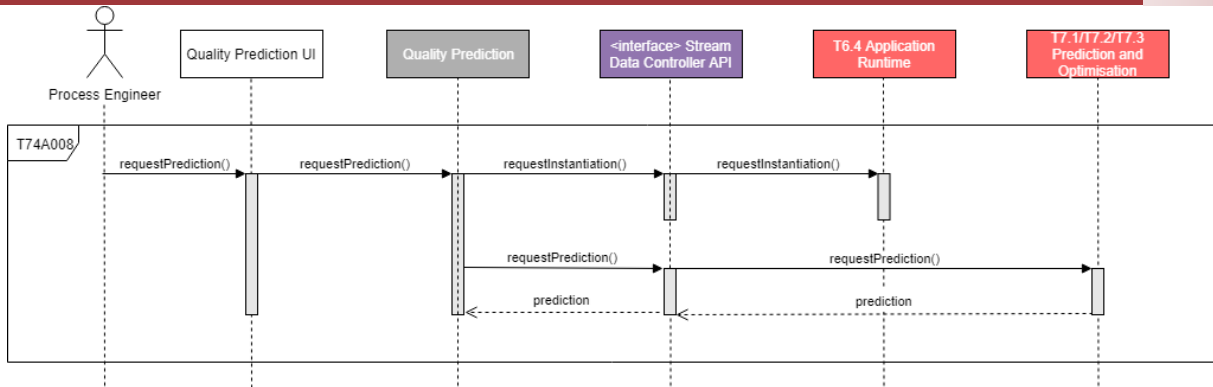 Process Engineer
Quality Prediction UI
Quality Prediction
<interface> Stream
Data Controller API
T6.4 Application
Runtime
T7.1/T7.2/T7.3
Prediction and
Optimisation
T74A008
requestPrediction()
requestPrediction()
requestInstantiation()
requestInstantiation()
requestPrediction()
requestPrediction()
prediction
prediction